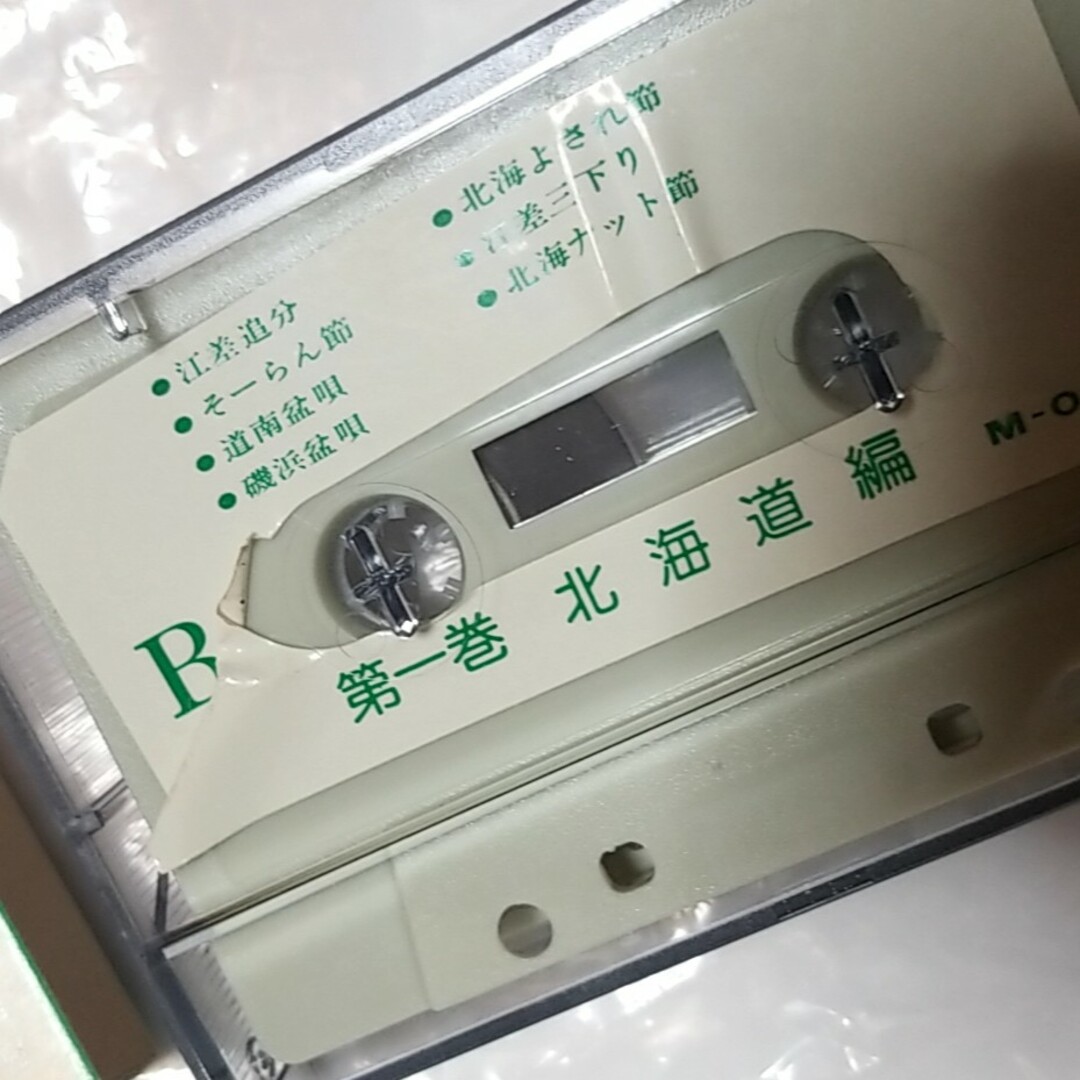 ●江差追分
●そーらん節
●道南盆唄
●磯浜盆唄
●北海よされ節
●江差三下り
●北海ナット節
B
第一巻 北海道編 M-0